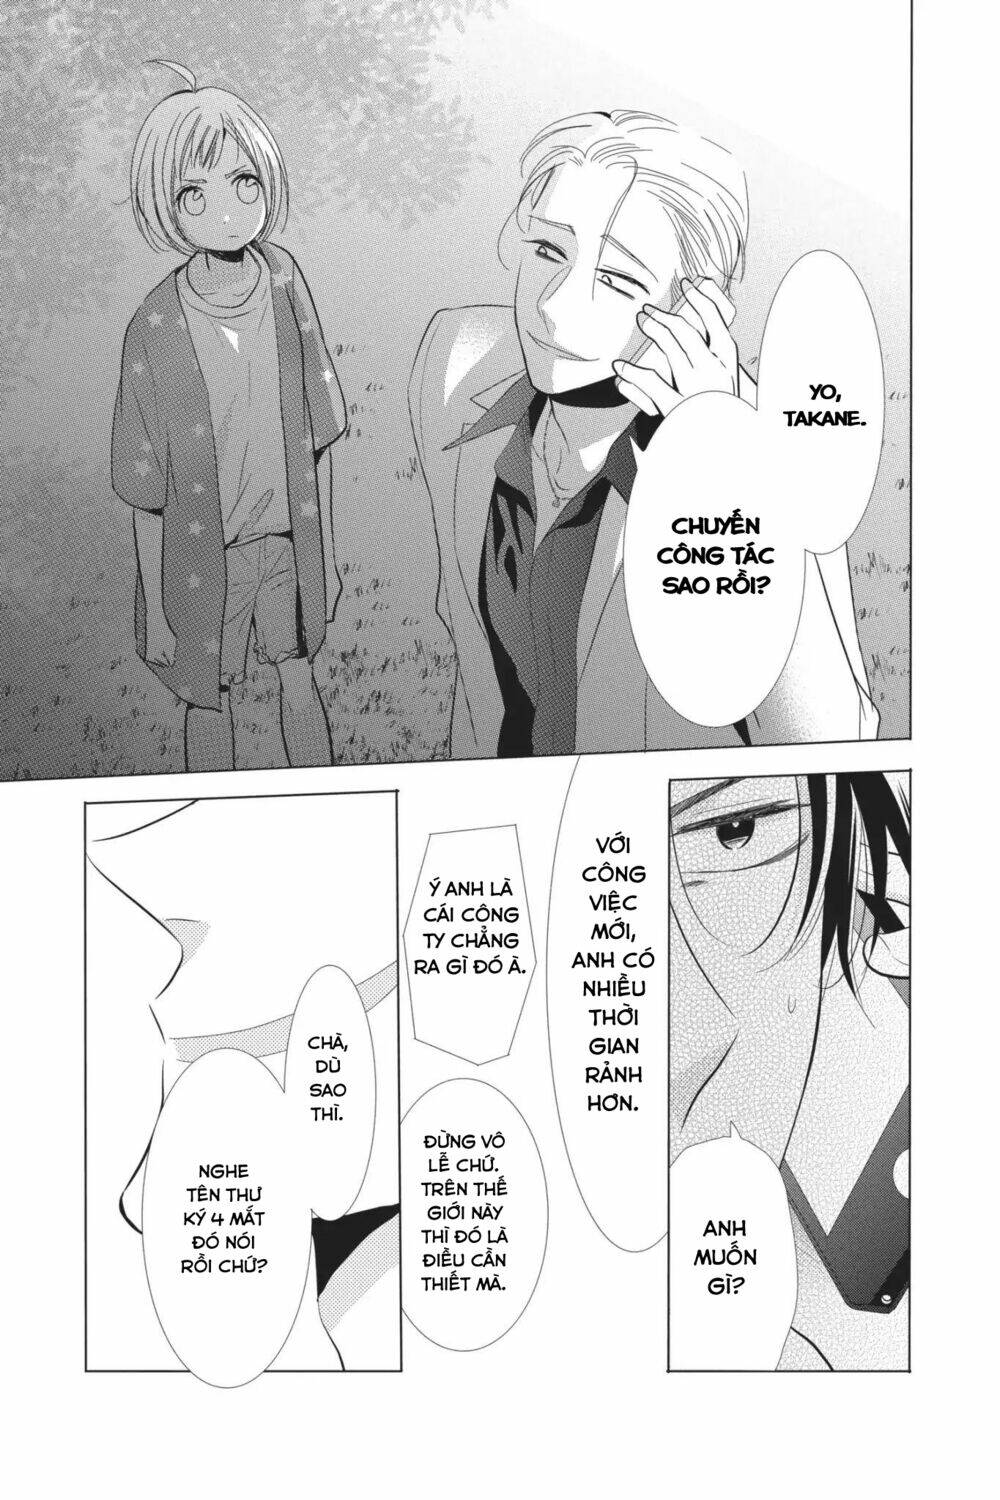 YO,
TAKANE.
CHUYẾN
CÔNG TÁC
SAO RỒI?
ANH
MUỐN
GÌ?
VỚI
CÔNG
VIỆC
MỚI,
ANH CÓ
NHIỀU
THỜI
GIAN
RẢNH
HƠN.
Ý ANH LÀ
CÁI CÔNG
TY CHẲNG
RA GÌ ĐÓ À.
ĐỪNG VÔ
LỄ CHỨ.
TRÊN THẾ
GIỚI NÀY
THÌ ĐÓ LÀ
ĐIỀU CẦN
THIẾT MÀ.
CHÀ,
DÙ
SAO
THÌ.
NGHE
TÊN THƯ
KÝ 4 MẮT
ĐÓ NÓI
RỒI CHỨ?